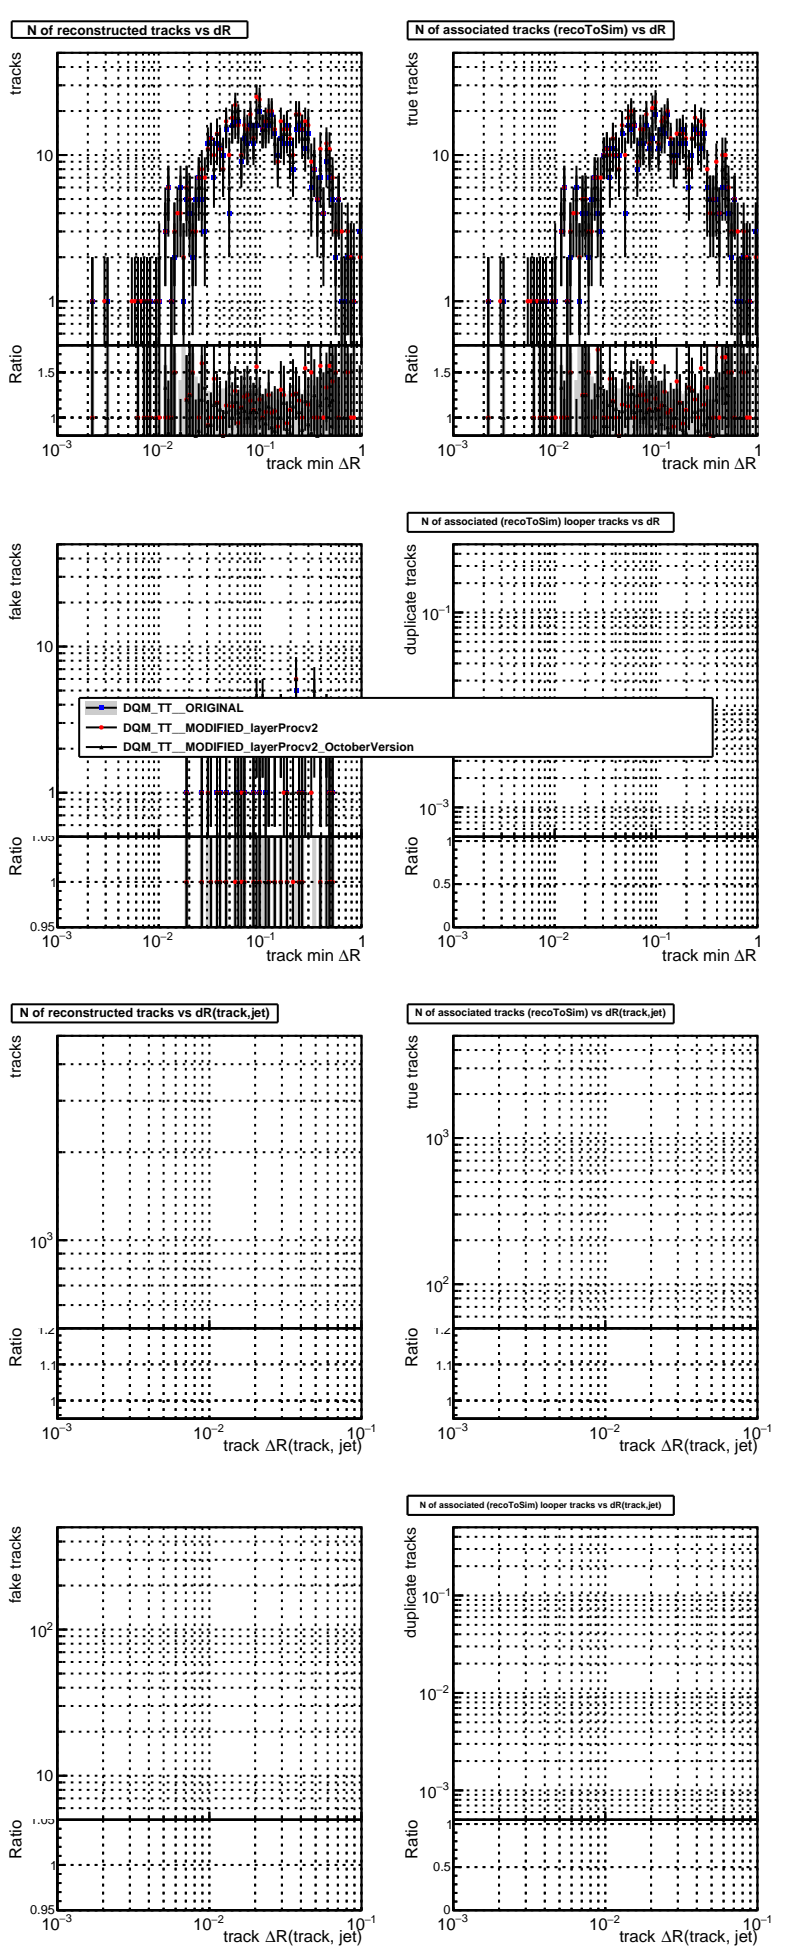 N of reconstructed tracks vs dR
N of associated tracks (recoToSim) vs dR
tracks
10
1
Ratio
1.5
1
10−3 10−2 10−1 1
track min ΔR
true tracks
10
1
Ratio
1.5
1
10−3 10−2 10−1 1
track min ΔR
N of associated (recoToSim) looper tracks vs dR
fake tracks
10
1
Ratio
1.05
1
0.95
10−3 10−2 10−1 1
track min ΔR
duplicate tracks
10−1
10−3
Ratio
1
0.5
0
10−3 10−2 10−1 1
track min ΔR
DQM_TT__ORIGINAL
DQM_TT__MODIFIED_layerProcv2
DQM_TT__MODIFIED_layerProcv2_OctoberVersion
N of reconstructed tracks vs dR(track,jet)
N of associated tracks (recoToSim) vs dR(track,jet)
tracks
103
Ratio
1.2
1.1
1
10−3 10−2 10−1
track ΔR(track, jet)
true tracks
103
102
Ratio
1.2
1.1
1
10−3 10−2 10−1
track ΔR(track, jet)
N of associated (recoToSim) looper tracks vs dR(track,jet)
fake tracks
102
10
Ratio
1.05
1
0.95
10−3 10−2 10−1
track ΔR(track, jet)
duplicate tracks
10−1
10−2
10−3
Ratio
1
0.5
0
10−3 10−2 10−1
track ΔR(track, jet)